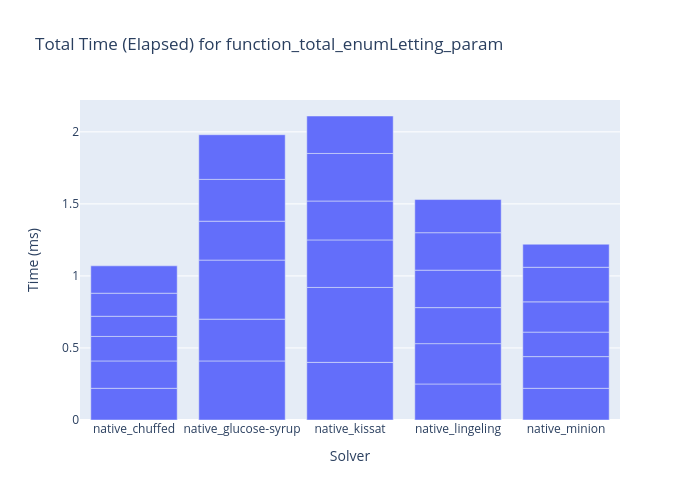 Total Time (Elapsed) for function_total_enumLetting_param
Time (ms)
2
1.5
1
0.5
0
native_chuffed native_glucose-syrup native_kissat native_lingeling native_minion
Solver